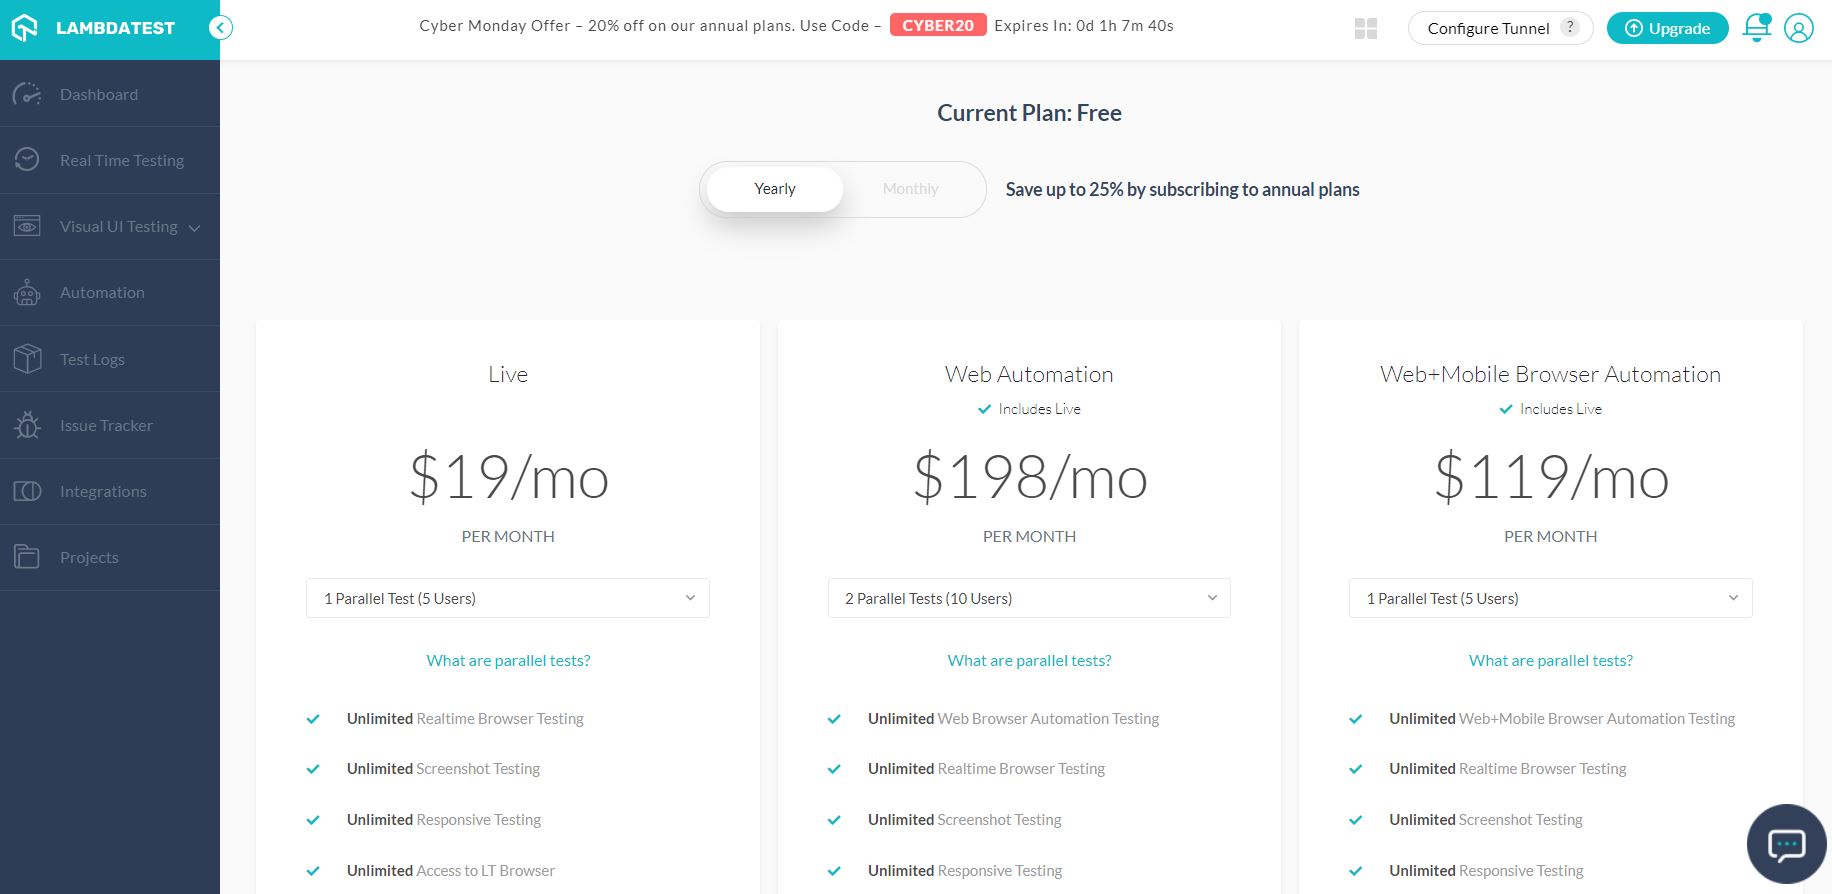 LAMBDATEST
Cyber Monday Offer – 20% off on our annual plans. Use Code – CYBER20 Expires In: 0d 1h 7m 40s
Configure Tunnel ?
Upgrade
Dashboard
Real Time Testing
Visual UI Testing
Automation
Test Logs
Issue Tracker
Integrations
Projects
Current Plan: Free
Yearly
Monthly
Save up to 25% by subscribing to annual plans
Live
$19/mo
PER MONTH
1 Parallel Test (5 Users)
What are parallel tests?
Unlimited Realtime Browser Testing
Unlimited Screenshot Testing
Unlimited Responsive Testing
Unlimited Access to LT Browser
Web Automation
Includes Live
$198/mo
PER MONTH
2 Parallel Tests (10 Users)
What are parallel tests?
Unlimited Web Browser Automation Testing
Unlimited Realtime Browser Testing
Unlimited Screenshot Testing
Unlimited Responsive Testing
Web+Mobile Browser Automation
Includes Live
$119/mo
PER MONTH
1 Parallel Test (5 Users)
What are parallel tests?
Unlimited Web+Mobile Browser Automation Testing
Unlimited Realtime Browser Testing
Unlimited Screenshot Testing
Unlimited Responsive Testing